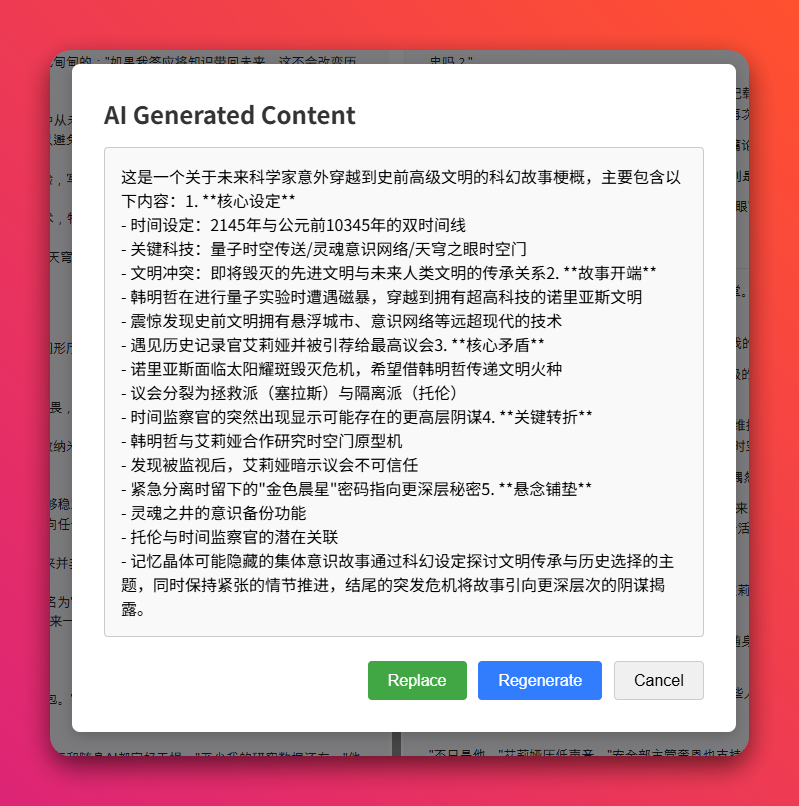 AI Generated Content
这是一个关于未来科学家意外穿越到史前高级文明的科幻故事梗概，主要包含以
下内容：1. **核心设定**
- 时间设定：2145年与公元前10345年的双时间线
- 关键科技：量子时空传送/灵魂意识网络/天穹之眼时空门
- 文明冲突：即将毁灭的先进文明与未来人类文明的传承关系2. **故事开端**
- 韩明哲在进行量子实验时遭遇磁暴，穿越到拥有超高科技的诺里亚斯文明
- 震惊发现史前文明拥有悬浮城市、意识网络等远超现代的技术
- 遇见历史记录官艾莉娅并被引荐给最高议会3. **核心矛盾**
- 诺里亚斯面临太阳耀斑毁灭危机，希望借韩明哲传递文明火种
- 议会分裂为拯救派（塞拉斯）与隔离派（托伦）
- 时间监察官的突然出现显示可能存在的更高层阴谋4. **关键转折**
- 韩明哲与艾莉娅合作研究时空门原型机
- 发现被监视后，艾莉娅暗示议会不可信任
- 紧急分离时留下的"金色晨星"密码指向更深层秘密5. **悬念铺垫**
- 灵魂之井的意识备份功能
- 托伦与时间监察官的潜在关联
- 记忆晶体可能隐藏的集体意识故事通过科幻设定探讨文明传承与历史选择的主
题，同时保持紧张的情节推进，结尾的突发危机将故事引向更深层次的阴谋揭
露。
Replace
Regenerate
Cancel